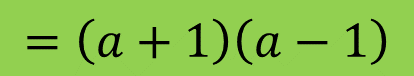 = (a + 1)(a − 1)